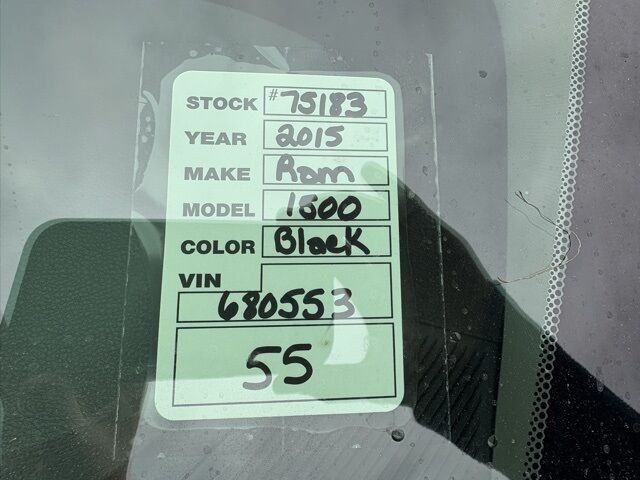 STOCK #75183
YEAR 2015
MAKE Ram
MODEL 1500
COLOR Black
VIN
680553
55